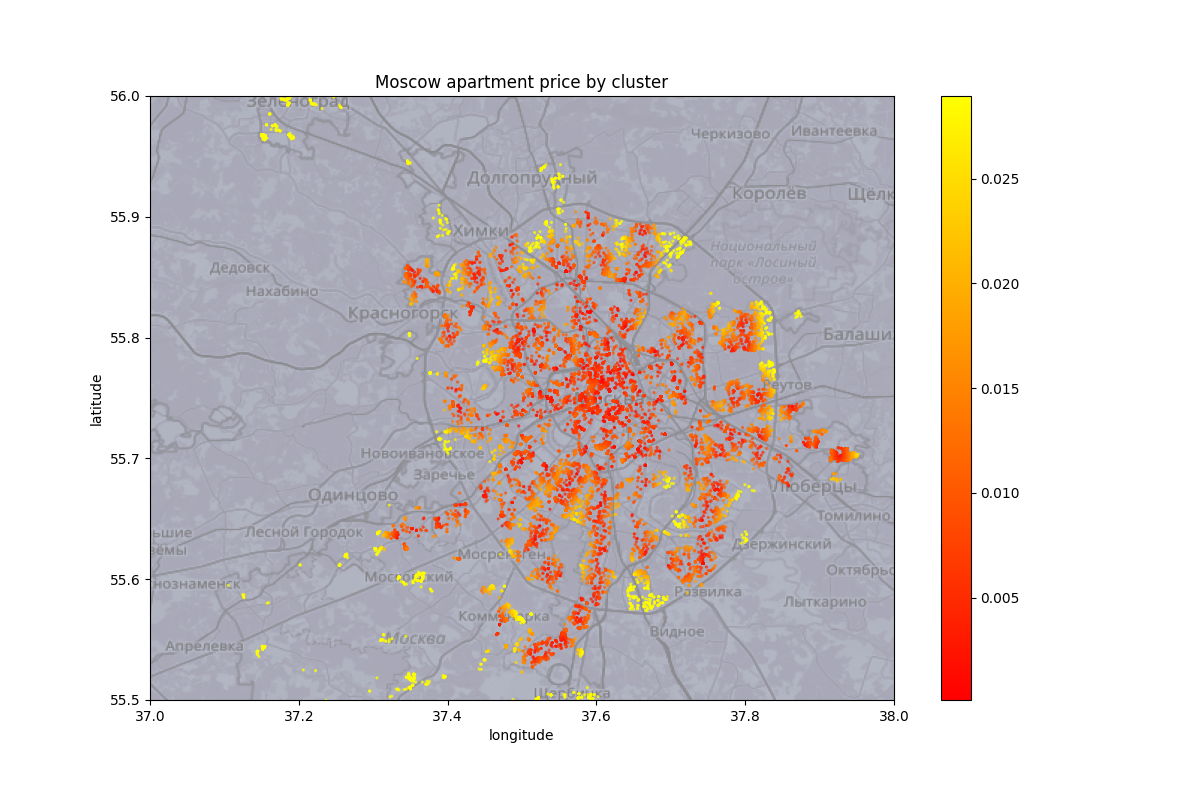 Moscow apartment price by cluster
56.0
55.9
55.8
55.7
55.6
55.5
latitude
37.0
37.2
37.4
37.6
37.8
38.0
longitude
0.025
0.020
0.015
0.010
0.005
Зеленоград
Черкизово
Ивантеевка
Долгопрудный
Королёв
Щёлк
Химки
Национальный
парк «Лосиный
остров»
Дедовск
Нахабино
Красногорск
Балаши
Реутов
Новоивановское
Заречье
Одинцово
Люберцы
Томилино
ьшие
зёмы
Лесной Городок
Дзержинский
Мосрентген
Октябрьс
нознаменск
Московский
Развилка
Лыткарино
Коммунарка
Видное
Апрелевка
Москва
Щербинка